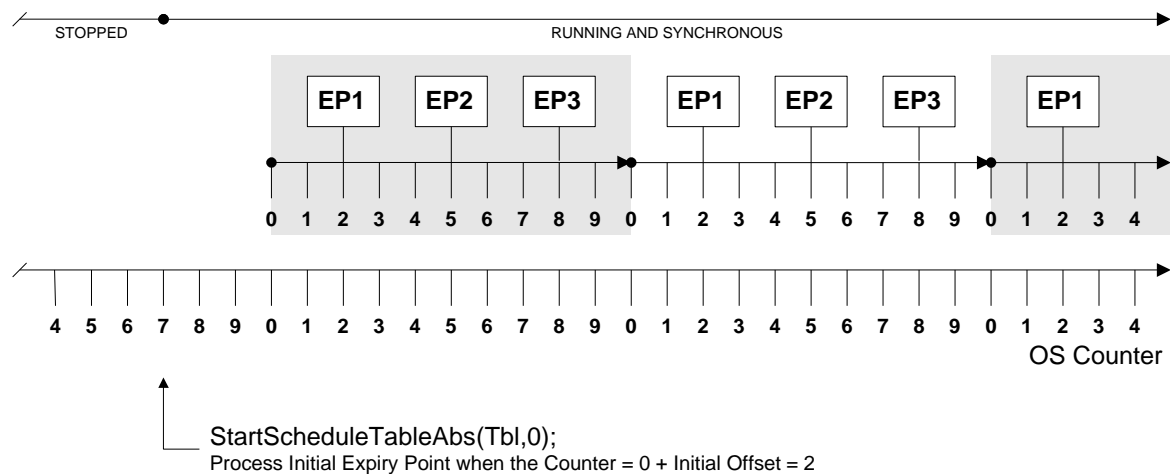 STOPPED RUNNING AND SYNCHRONOUS
EP1 EP2 EP3 EP1 EP2 EP3 EP1
0 1 2 3 4 5 6 7 8 9 0 1 2 3 4 5 6 7 8 9 0 1 2 3 4
4 5 6 7 8 9 0 1 2 3 4 5 6 7 8 9 0 1 2 3 4 5 6 7 8 9 0 1 2 3 4
OS Counter
StartScheduleTableAbs(Tbl,0);
Process Initial Expiry Point when the Counter = 0 + Initial Offset = 2